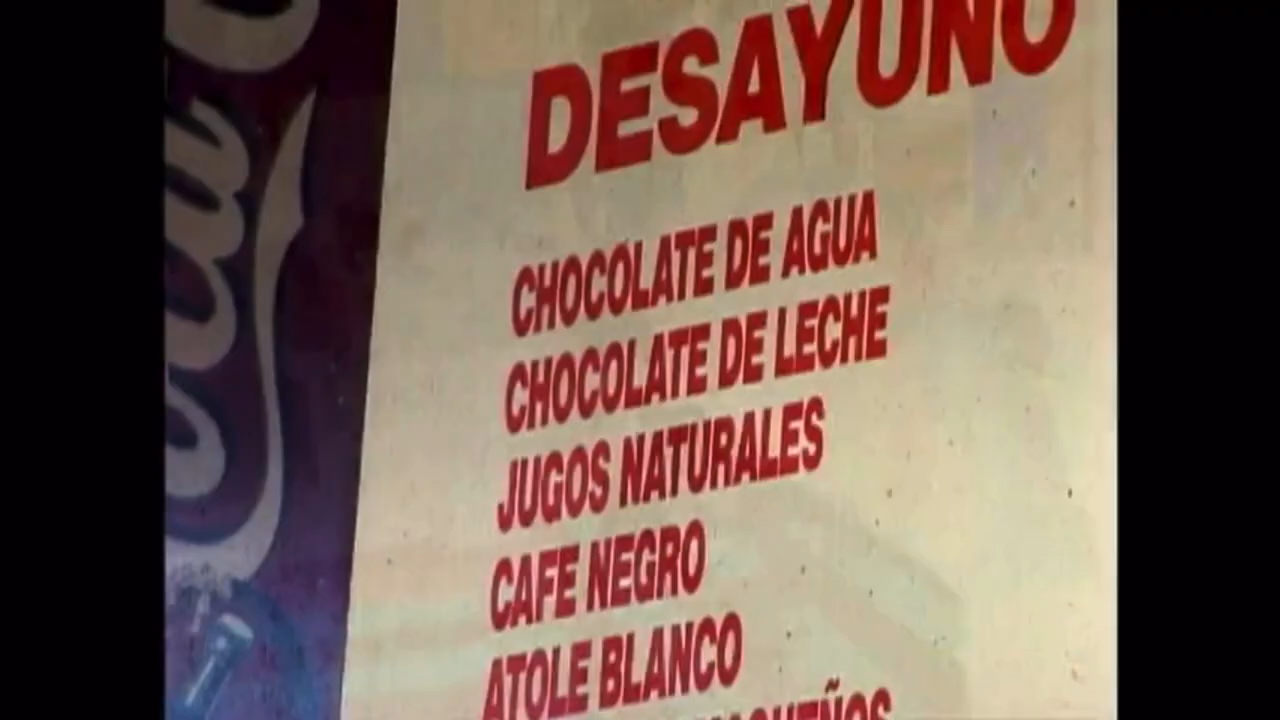 DESAYUNO
CHOCOLATE DE AGUA
CHOCOLATE DE LECHE
JUGOS NATURALES
CAFE NEGRO
ATOLE BLANCO